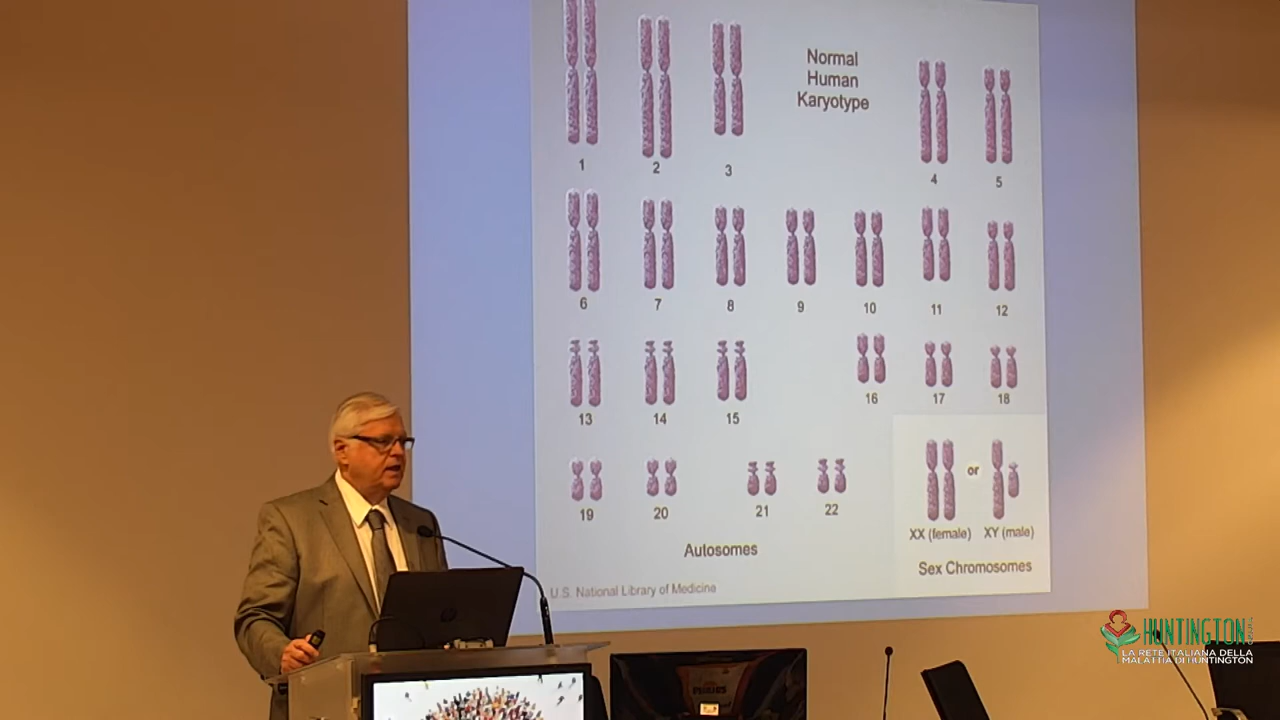 Normal
Human
Karyotype
1
2
3
4
5
6
7
8
9
10
11
12
13
14
15
16
17
18
19
20
21
22
or
XX (female)
XY (male)
Autosomes
Sex Chromosomes
U.S. National Library of Medicine
PHILIPS
HUNTINGTON
LA RETE ITALIANA DELLA
MALATTIA DI HUNTINGTON